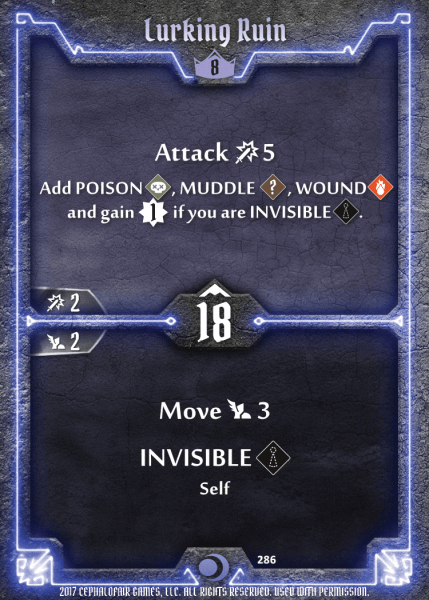 Lurking Ruin
8
Attack 5
Add POISON , MUDDLE ? , WOUND
and gain 1 if you are INVISIBLE .
2
18
2
Move 3
INVISIBLE
Self
286
2017 CEPHALOFAIR GAMES, LLC. ALL RIGHTS RESERVED. USED WITH PERMISSION.